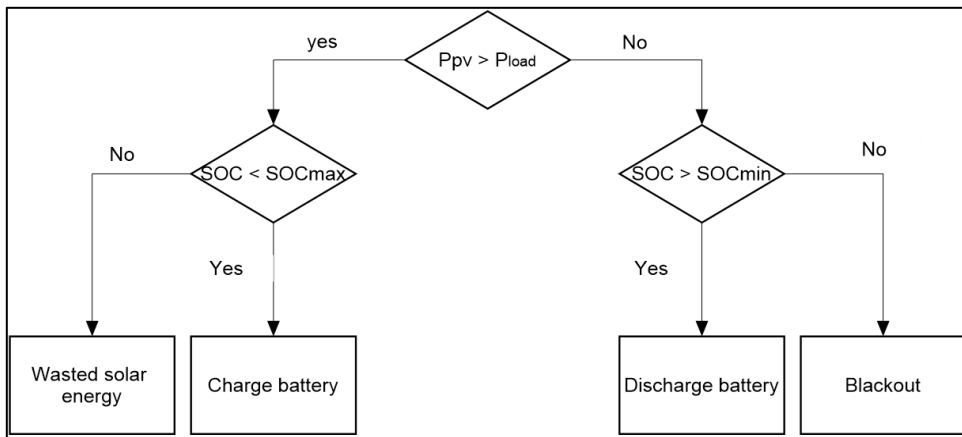 yes
Ppv > Pload
No
No
SOC < SOCmax
SOC > SOCmin
No
Yes
Yes
Wasted solar
energy
Charge battery
Discharge battery
Blackout